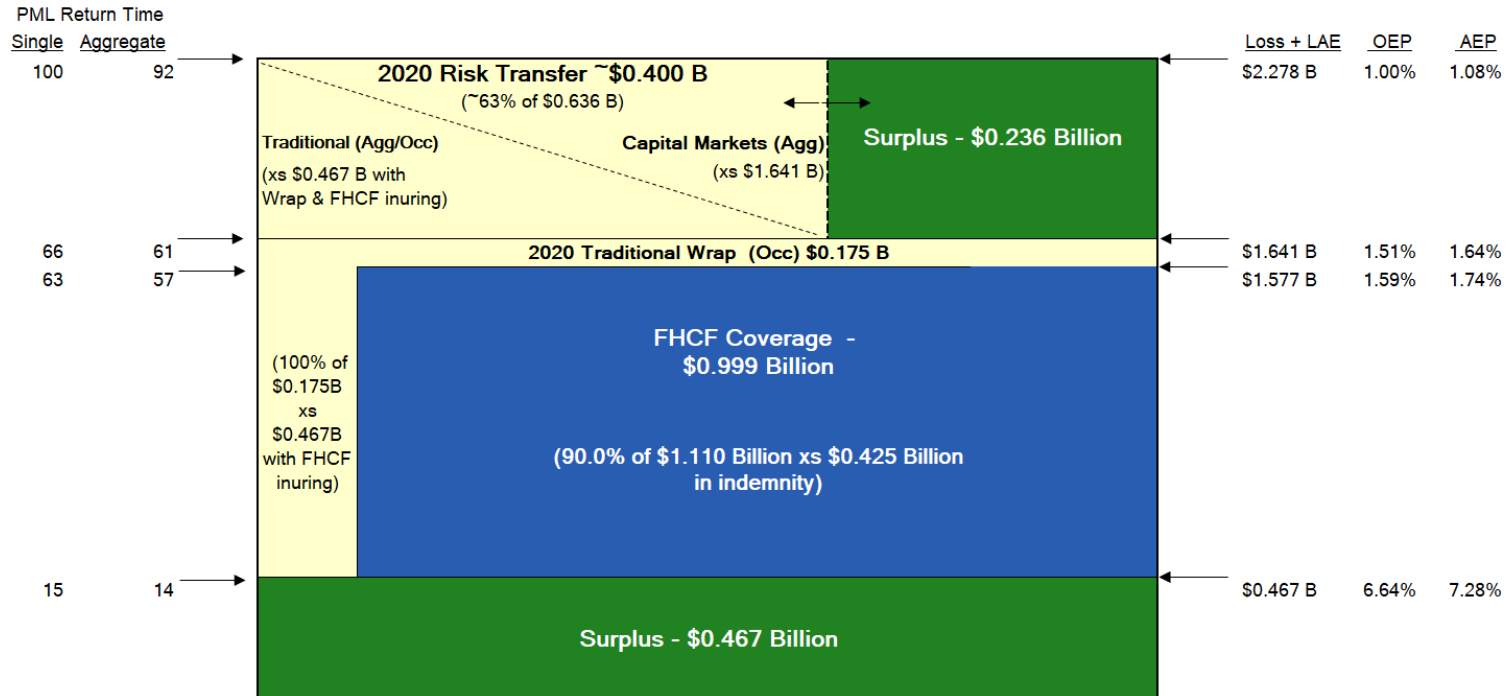 PML Return Time
Single Aggregate
Loss + LAE OEP AEP
100 92
$2.278 B 1.00% 1.08%
2020 Risk Transfer ~$0.400 B
(~63% of $0.636 B)
Surplus - $0.236 Billion
Traditional (Agg/Occ)
Capital Markets (Agg)
(xs $0.467 B with
Wrap & FHCF inuring)
(xs $1.641 B)
66 61
2020 Traditional Wrap (Occ) $0.175 B
$1.641 B 1.51% 1.64%
63 57
$1.577 B 1.59% 1.74%
(100% of
$0.175B
xs
$0.467B
with FHCF
inuring)
FHCF Coverage -
$0.999 Billion
(90.0% of $1.110 Billion xs $0.425 Billion
in indemnity)
15 14
$0.467 B 6.64% 7.28%
Surplus - $0.467 Billion